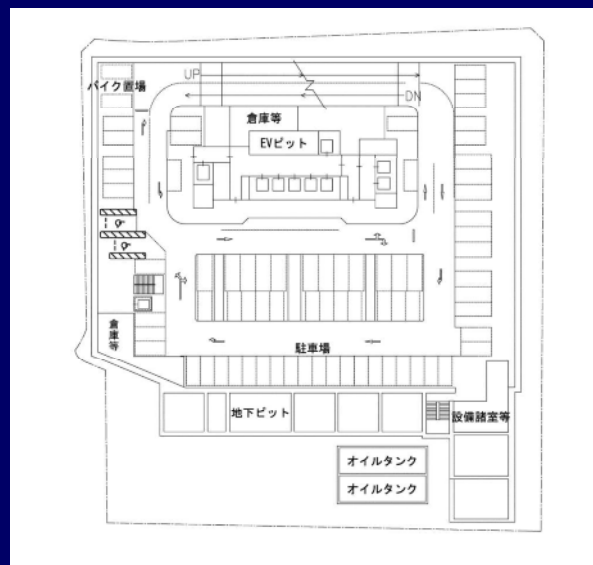 UP
バイク置場
DN
倉庫等
EVピット
倉庫等
駐車場
地下ピット
設備諸室等
オイルタンク
オイルタンク